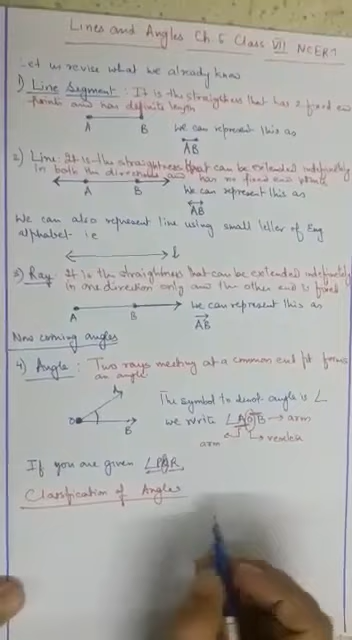 Lines and Angles Ch 5 Class VII NCERT
Let us revise what we already know
1) Line Segment : It is the straightness that has 2 fixed end
points and has definite length
A B
we can represent this as
AB
2) Line: It is the straightness that can be extended indefinitely
in both the directions and has no fixed end points
A B
we can represent this as
AB
We can also represent line using small letter of Eng
alphabet - i.e
l
3) Ray It is the straightness that can be extended indefinitely
in one direction only and the other end is fixed
A B
we can represent this as
AB
Now coming angles
4) Angle : Two rays meeting at a common end pt forms
an angle.
A
O
B
The symbol to denote angle is ∠
we write ∠AOB → arm
arm
→ vertex
If you are given ∠PQR
Classification of Angles